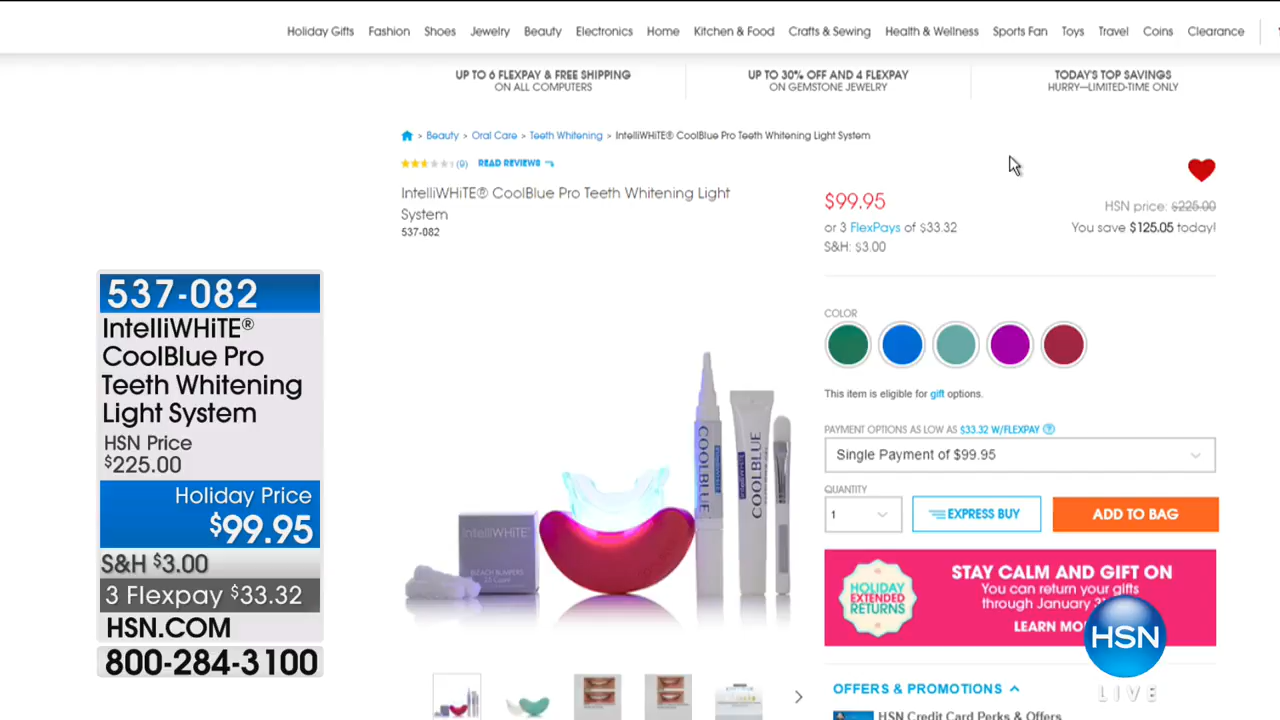 Holiday Gifts Fashion Shoes Jewelry Beauty Electronics Home Kitchen & Food Crafts & Sewing Health & Wellness Sports Fan Toys Travel Coins Clearance
UP TO 6 FLEXPAY & FREE SHIPPING
ON ALL COMPUTERS
UP TO 30% OFF AND 4 FLEXPAY
ON GEMSTONE JEWELRY
TODAY'S TOP SAVINGS
HURRY—LIMITED-TIME ONLY
> Beauty > Oral Care > Teeth Whitening > IntelliWHiTE® CoolBlue Pro Teeth Whitening Light System
(9) READ REVIEWS
IntelliWHiTE® CoolBlue Pro Teeth Whitening Light
System
537-082
$99.95
or 3 FlexPays of $33.32
S&H: $3.00
HSN price: $225.00
You save $125.05 today!
COLOR
This item is eligible for gift options.
PAYMENT OPTIONS AS LOW AS $33.32 W/FLEXPAY ?
Single Payment of $99.95
QUANTITY
1
EXPRESS BUY
ADD TO BAG
HOLIDAY
EXTENDED
RETURNS
STAY CALM AND GIFT ON
You can return your gifts
through January
LEARN
OFFERS & PROMOTIONS
HSN Credit Card Perks & Offers
537-082
IntelliWHiTE®
CoolBlue Pro
Teeth Whitening
Light System
HSN Price
$225.00
Holiday Price
$99.95
S&H $3.00
3 Flexpay $33.32
HSN.COM
800-284-3100
intelliWHiTE
BLEACH BUMPERS
COOLBLUE
COOLBLUE
HSN
LIVE